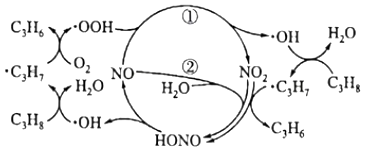 ①
C₃H₆ ·OOH ·OH H₂O
·C₃H₇ O₂ NO ② NO₂ ·C₃H₇ C₃H₈
H₂O H₂O
C₃H₈ ·OH HONO C₃H₆